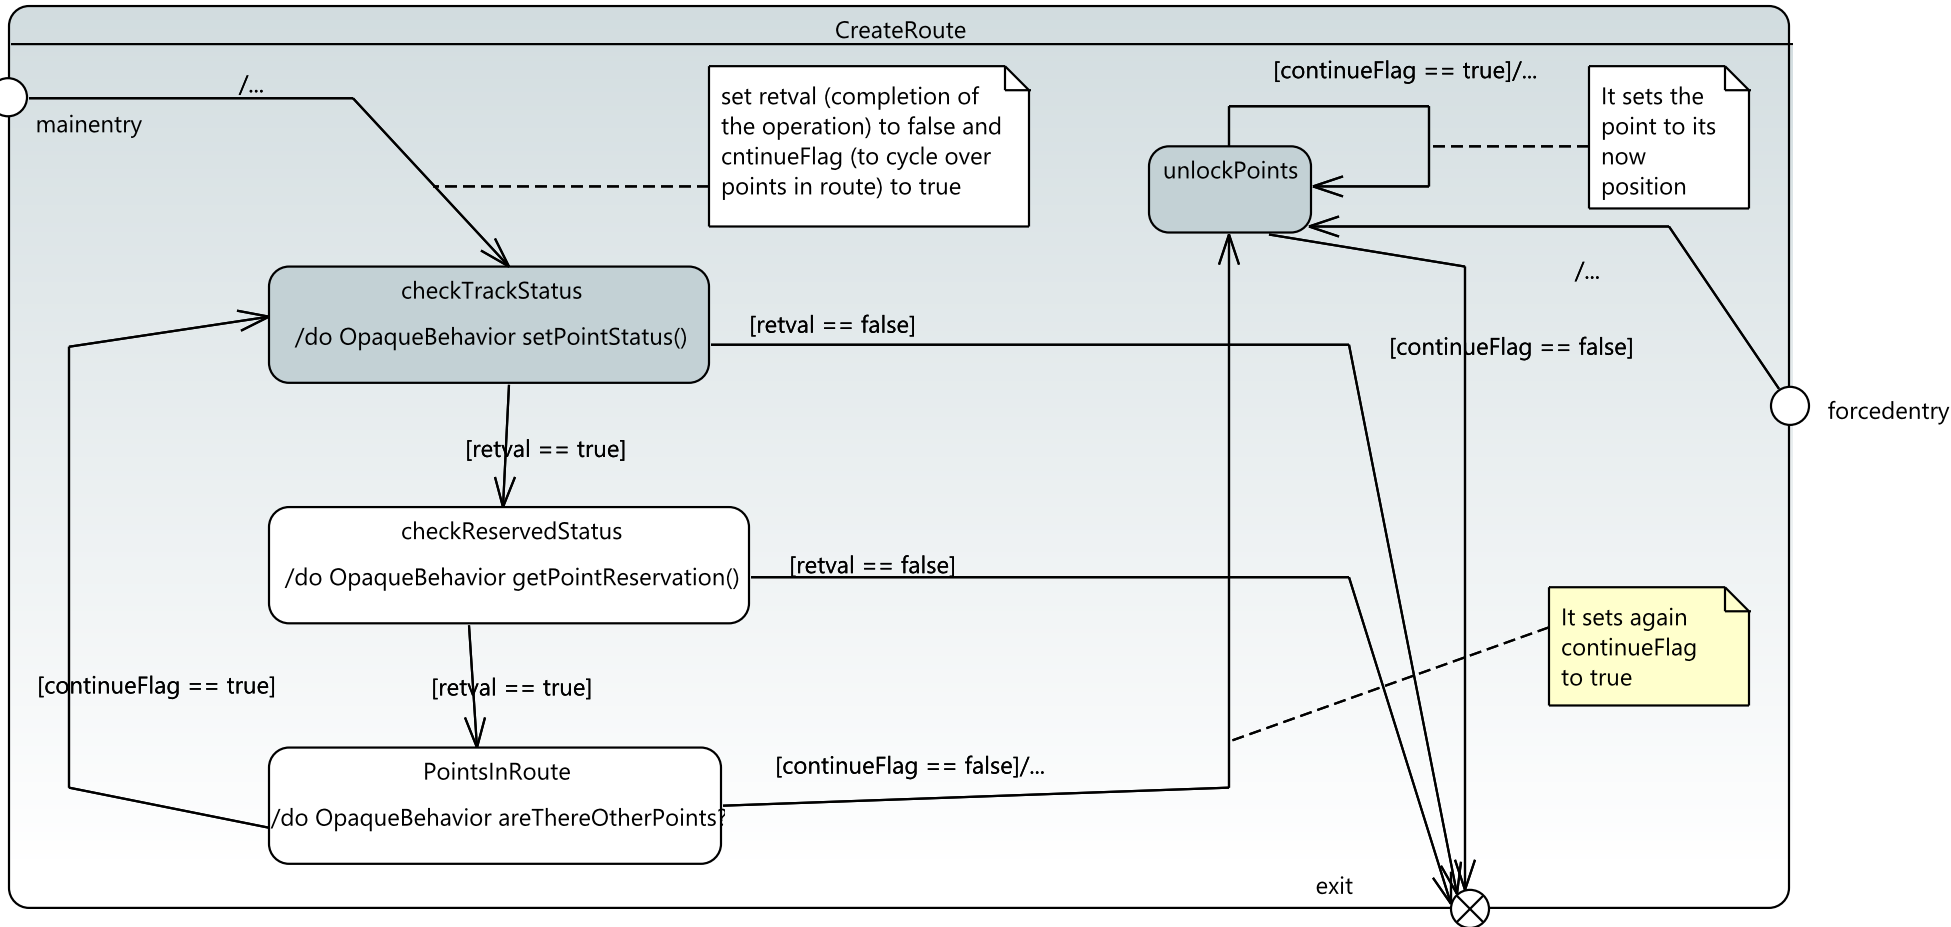 CreateRoute
/...
mainentry
set retval (completion of
the operation) to false and
cntinueFlag (to cycle over
points in route) to true
[continueFlag == true]/...
It sets the
point to its
now
position
unlockPoints
/...
checkTrackStatus
/do OpaqueBehavior setPointStatus()
[retval == false]
[continueFlag == false]
forcedentry
[retval == true]
checkReservedStatus
/do OpaqueBehavior getPointReservation()
[retval == false]
It sets again
continueFlag
to true
[continueFlag == true]
[retval == true]
PointsInRoute
/do OpaqueBehavior areThereOtherPoints?
[continueFlag == false]/...
exit